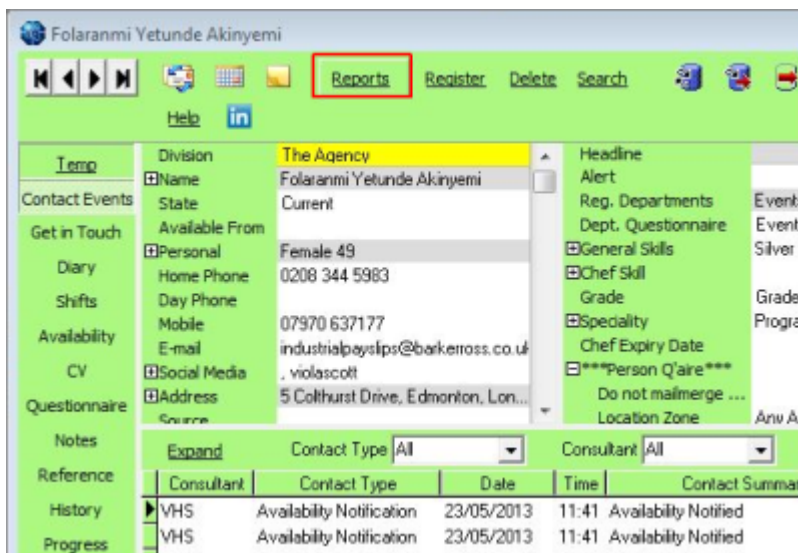 Folaranmi Yetunde Akinyemi
Reports Register Delete Search
Help in
Temp
Contact Events
Get in Touch
Diary
Shifts
Availability
CV
Questionnaire
Notes
Reference
History
Progress
Division The Agency
Name Folaranmi Yetunde Akinyemi
State Current
Available From
Personal Female 49
Home Phone 0208 344 5983
Day Phone
Mobile 07970 637177
E-mail industrialpayslips@barkerross.co.uk
Social Media , violascott
Address 5 Colthurst Drive, Edmonton, Lon...
Source
Headline
Alert
Reg. Departments Event
Dept. Questionnaire Event
General Skills Silver
Chef Skill
Grade Grade
Speciality Progra
Chef Expiry Date
***Person Q'aire***
Do not mailmerge ...
Location Zone Any A
Expand Contact Type All Consultant All
Consultant Contact Type Date Time Contact Summa
VHS Availability Notification 23/05/2013 11:41 Availability Notified
VHS Availability Notification 23/05/2013 11:41 Availability Notified